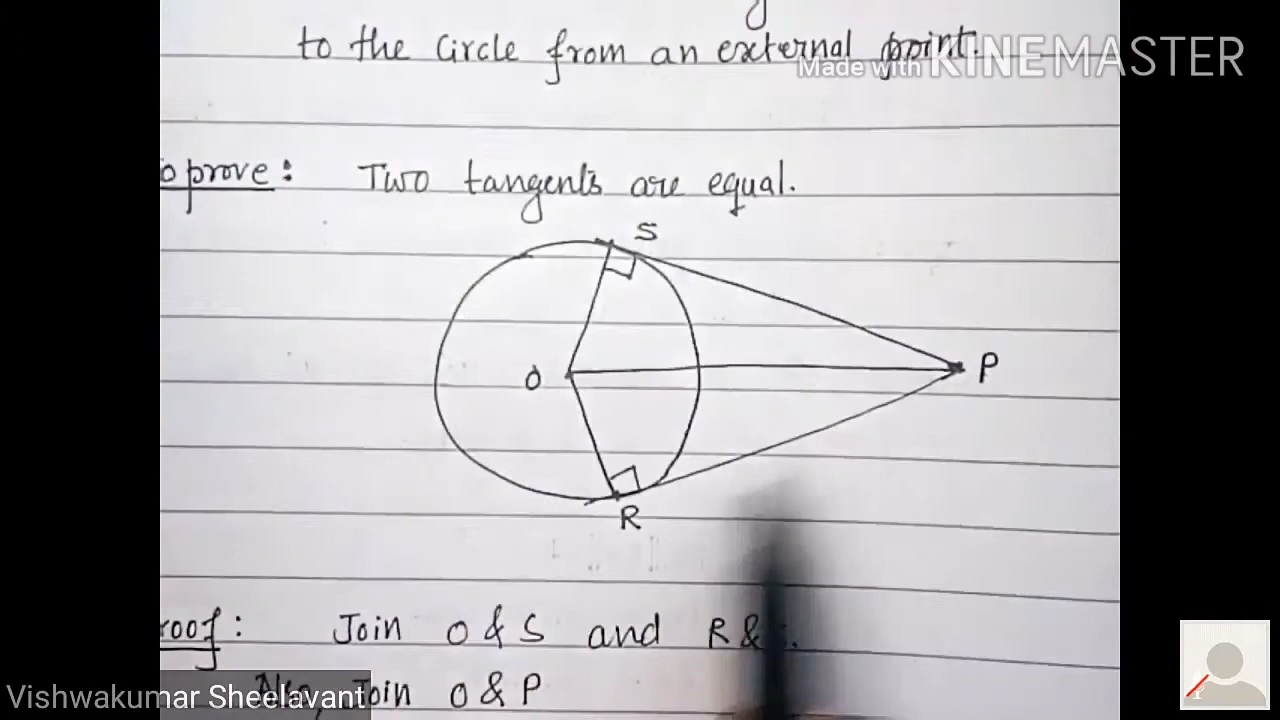 to the Circle from an external point.
Made with KINEMASTER
o prove: Two tangents are equal.
S
O
P
R
roof: Join O & S and R &
Also, Join O & P
Vishwakumar Sheelavant